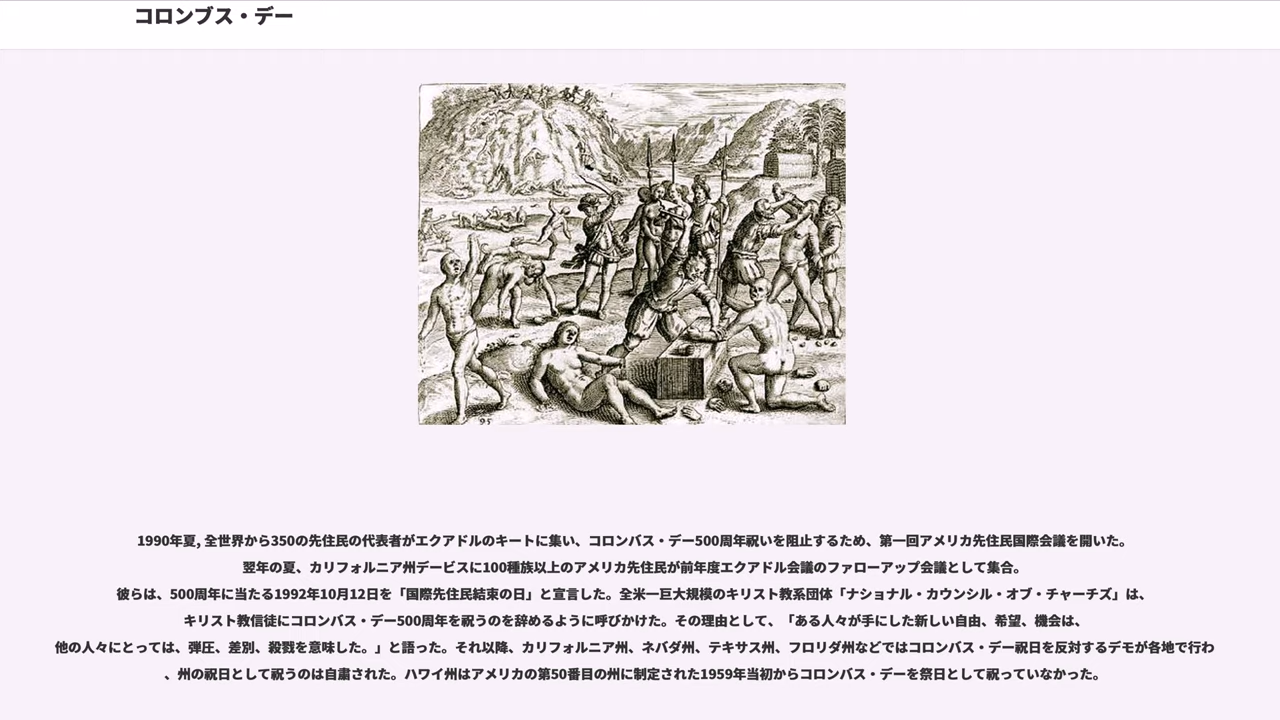 コロンブス・デー
95
1990年夏, 全世界から350の先住民の代表者がエクアドルのキートに集い、コロンバス・デー500周年祝いを阻止するため、第一回アメリカ先住民国際会議を開いた。
翌年の夏、カリフォルニア州デービスに100種族以上のアメリカ先住民が前年度エクアドル会議のファローアップ会議として集合。
彼らは、500周年に当たる1992年10月12日を「国際先住民結束の日」と宣言した。全米一巨大規模のキリスト教系団体「ナショナル・カウンシル・オブ・チャーチズ」は、
キリスト教信徒にコロンバス・デー500周年を祝うのを辞めるように呼びかけた。その理由として、「ある人々が手にした新しい自由、希望、機会は、
他の人々にとっては、弾圧、差別、殺戮を意味した。」と語った。それ以降、カリフォルニア州、ネバダ州、テキサス州、フロリダ州などではコロンバス・デー祝日を反対するデモが各地で行わ
、州の祝日として祝うのは自粛された。ハワイ州はアメリカの第50番目の州に制定された1959年当初からコロンバス・デーを祭日として祝っていなかった。